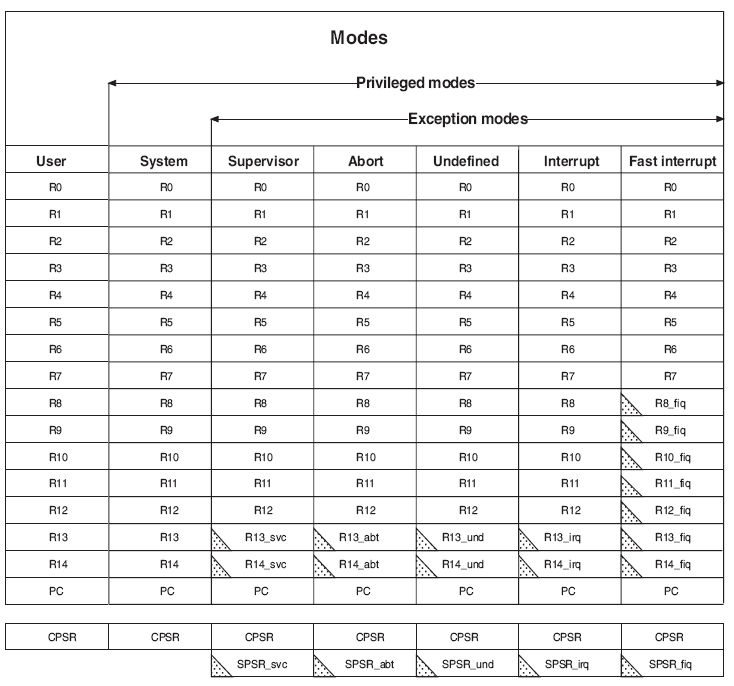 Modes
Privileged modes
Exception modes
User System Supervisor Abort Undefined Interrupt Fast interrupt
R0 R0 R0 R0 R0 R0 R0
R1 R1 R1 R1 R1 R1 R1
R2 R2 R2 R2 R2 R2 R2
R3 R3 R3 R3 R3 R3 R3
R4 R4 R4 R4 R4 R4 R4
R5 R5 R5 R5 R5 R5 R5
R6 R6 R6 R6 R6 R6 R6
R7 R7 R7 R7 R7 R7 R7
R8 R8 R8 R8 R8 R8 R8_fiq
R9 R9 R9 R9 R9 R9 R9_fiq
R10 R10 R10 R10 R10 R10 R10_fiq
R11 R11 R11 R11 R11 R11 R11_fiq
R12 R12 R12 R12 R12 R12 R12_fiq
R13 R13 R13_svc R13_abt R13_und R13_irq R13_fiq
R14 R14 R14_svc R14_abt R14_und R14_irq R14_fiq
PC PC PC PC PC PC PC
CPSR CPSR CPSR CPSR CPSR CPSR CPSR
SPSR_svc SPSR_abt SPSR_und SPSR_irq SPSR_fiq